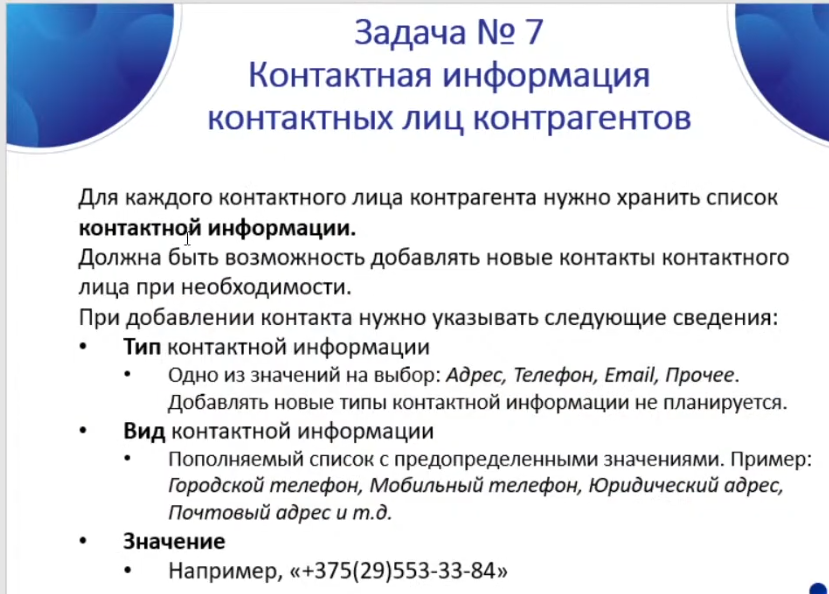 Задача № 7
Контактная информация
контактных лиц контрагентов
Для каждого контактного лица контрагента нужно хранить список
контактной информации.
Должна быть возможность добавлять новые контакты контактного
лица при необходимости.
При добавлении контакта нужно указывать следующие сведения:
• Тип контактной информации
• Одно из значений на выбор: Адрес, Телефон, Email, Прочее.
Добавлять новые типы контактной информации не планируется.
• Вид контактной информации
• Пополняемый список с предопределенными значениями. Пример:
Городской телефон, Мобильный телефон, Юридический адрес,
Почтовый адрес и т.д.
• Значение
• Например, «+375(29)553-33-84»